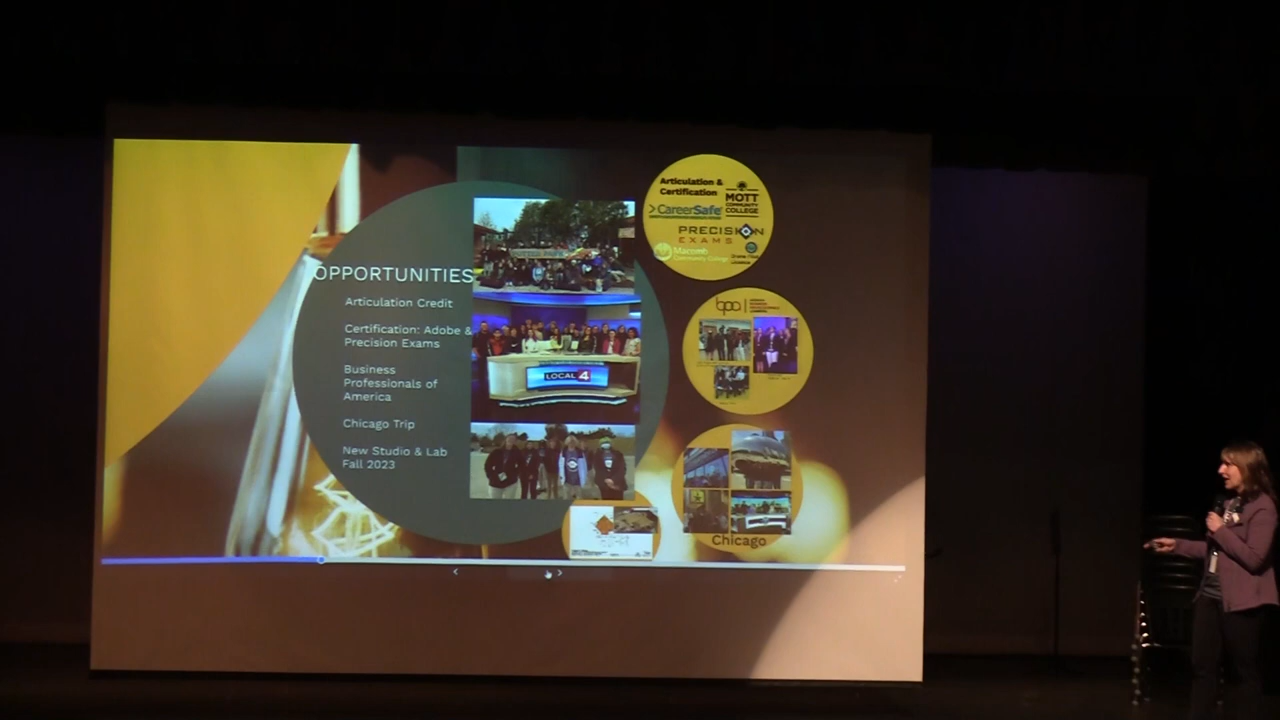 OPPORTUNITIES
Articulation Credit
Certification: Adobe &
Precision Exams
Business
Professionals of
America
Chicago Trip
New Studio & Lab
Fall 2023
LOCAL 4
Articulation &
Certification
CareerSafe
MOTT
COMMUNITY
COLLEGE
PRECISION
EXAMS
Macomb
Community College
bpa
Chicago